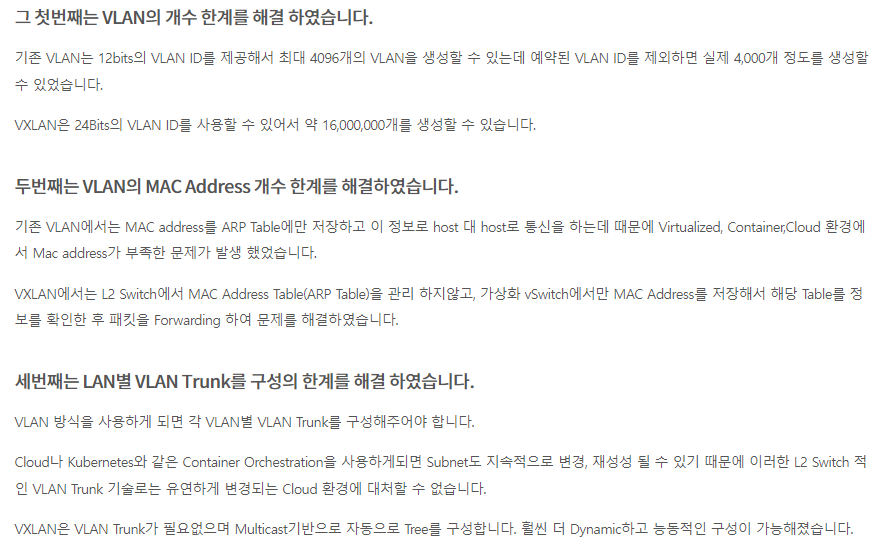 그 첫번째는 VLAN의 개수 한계를 해결 하였습니다.
기존 VLAN는 12bits의 VLAN ID를 제공해서 최대 4096개의 VLAN을 생성할 수 있는데 예약된 VLAN ID를 제외하면 실제 4,000개 정도를 생성할
수 있었습니다.
VXLAN은 24Bits의 VLAN ID를 사용할 수 있어서 약 16,000,000개를 생성할 수 있습니다.
두번째는 VLAN의 MAC Address 개수 한계를 해결하였습니다.
기존 VLAN에서는 MAC address를 ARP Table에만 저장하고 이 정보로 host 대 host로 통신을 하는데 때문에 Virtualized, Container,Cloud 환경에
서 Mac address가 부족한 문제가 발생 했었습니다.
VXLAN에서는 L2 Switch에서 MAC Address Table(ARP Table)을 관리 하지않고, 가상화 vSwitch에서만 MAC Address를 저장해서 해당 Table를 정
보를 확인한 후 패킷을 Forwarding 하여 문제를 해결하였습니다.
세번째는 LAN별 VLAN Trunk를 구성의 한계를 해결 하였습니다.
VLAN 방식을 사용하게 되면 각 VLAN별 VLAN Trunk를 구성해주어야 합니다.
Cloud나 Kubernetes와 같은 Container Orchestration을 사용하게되면 Subnet도 지속적으로 변경, 재성성 될 수 있기 때문에 이러한 L2 Switch 적
인 VLAN Trunk 기술로는 유연하게 변경되는 Cloud 환경에 대처할 수 없습니다.
VXLAN은 VLAN Trunk가 필요없으며 Multicast기반으로 자동으로 Tree를 구성합니다. 훨씬 더 Dynamic하고 능동적인 구성이 가능해졌습니다.